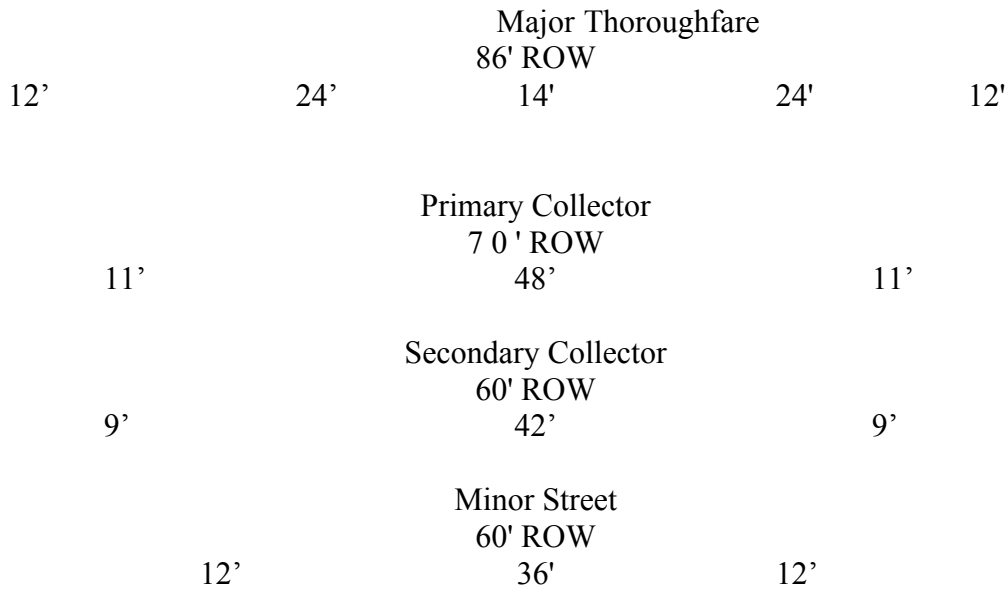 Major Thoroughfare
86' ROW
12’ 24’ 14' 24' 12'
Primary Collector
7 0 ' ROW
11’ 48’ 11’
Secondary Collector
60' ROW
9’ 42’ 9’
Minor Street
60' ROW
12’ 36' 12’